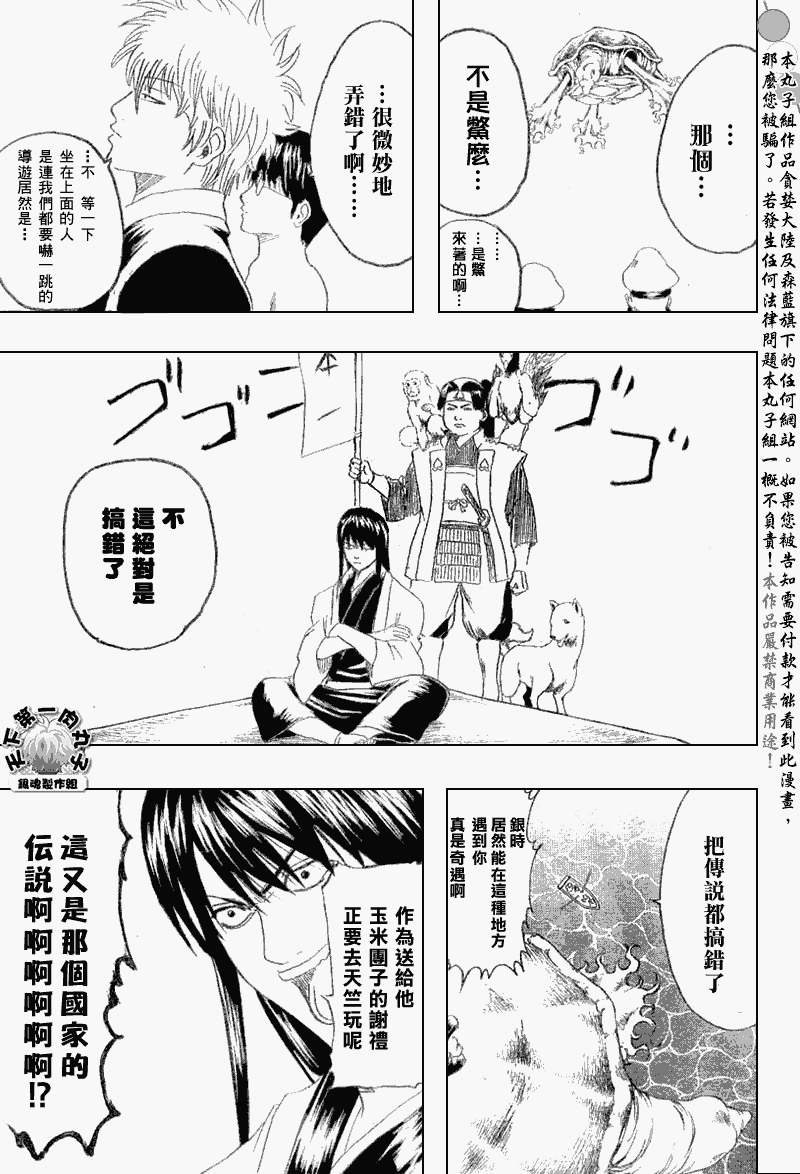 …
那個…
不是鱉麼…
……
…是鱉
來著的啊…
…很微妙地
弄錯了啊……
…不 等一下
坐在上面的人
是連我們都要嚇一跳的
導遊居然是…
ゴゴ
ゴゴゴ
本
不
這絕對是
搞錯了
把傳説都搞錯了
銀時
居然能在這種地方
遇到你
真是奇遇啊
作為送給他
玉米團子的謝禮
正要去天竺玩呢
這又是那個國家的
伝説啊啊啊啊啊啊!?
本丸子組作品貪婪大陸及森藍旗下的任何網站。如果您被告知需要付款才能看到此漫畫，
那麼您被騙了。若發生任何法律問題本丸子組一概不負責！本作品嚴禁商業用途！
天下第一肉丸子
銀魂製作組